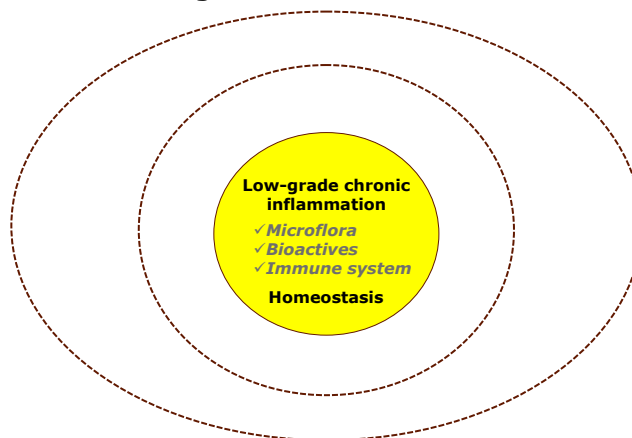 Low-grade chronic
inflammation
✓Microflora
✓Bioactives
✓Immune system
Homeostasis